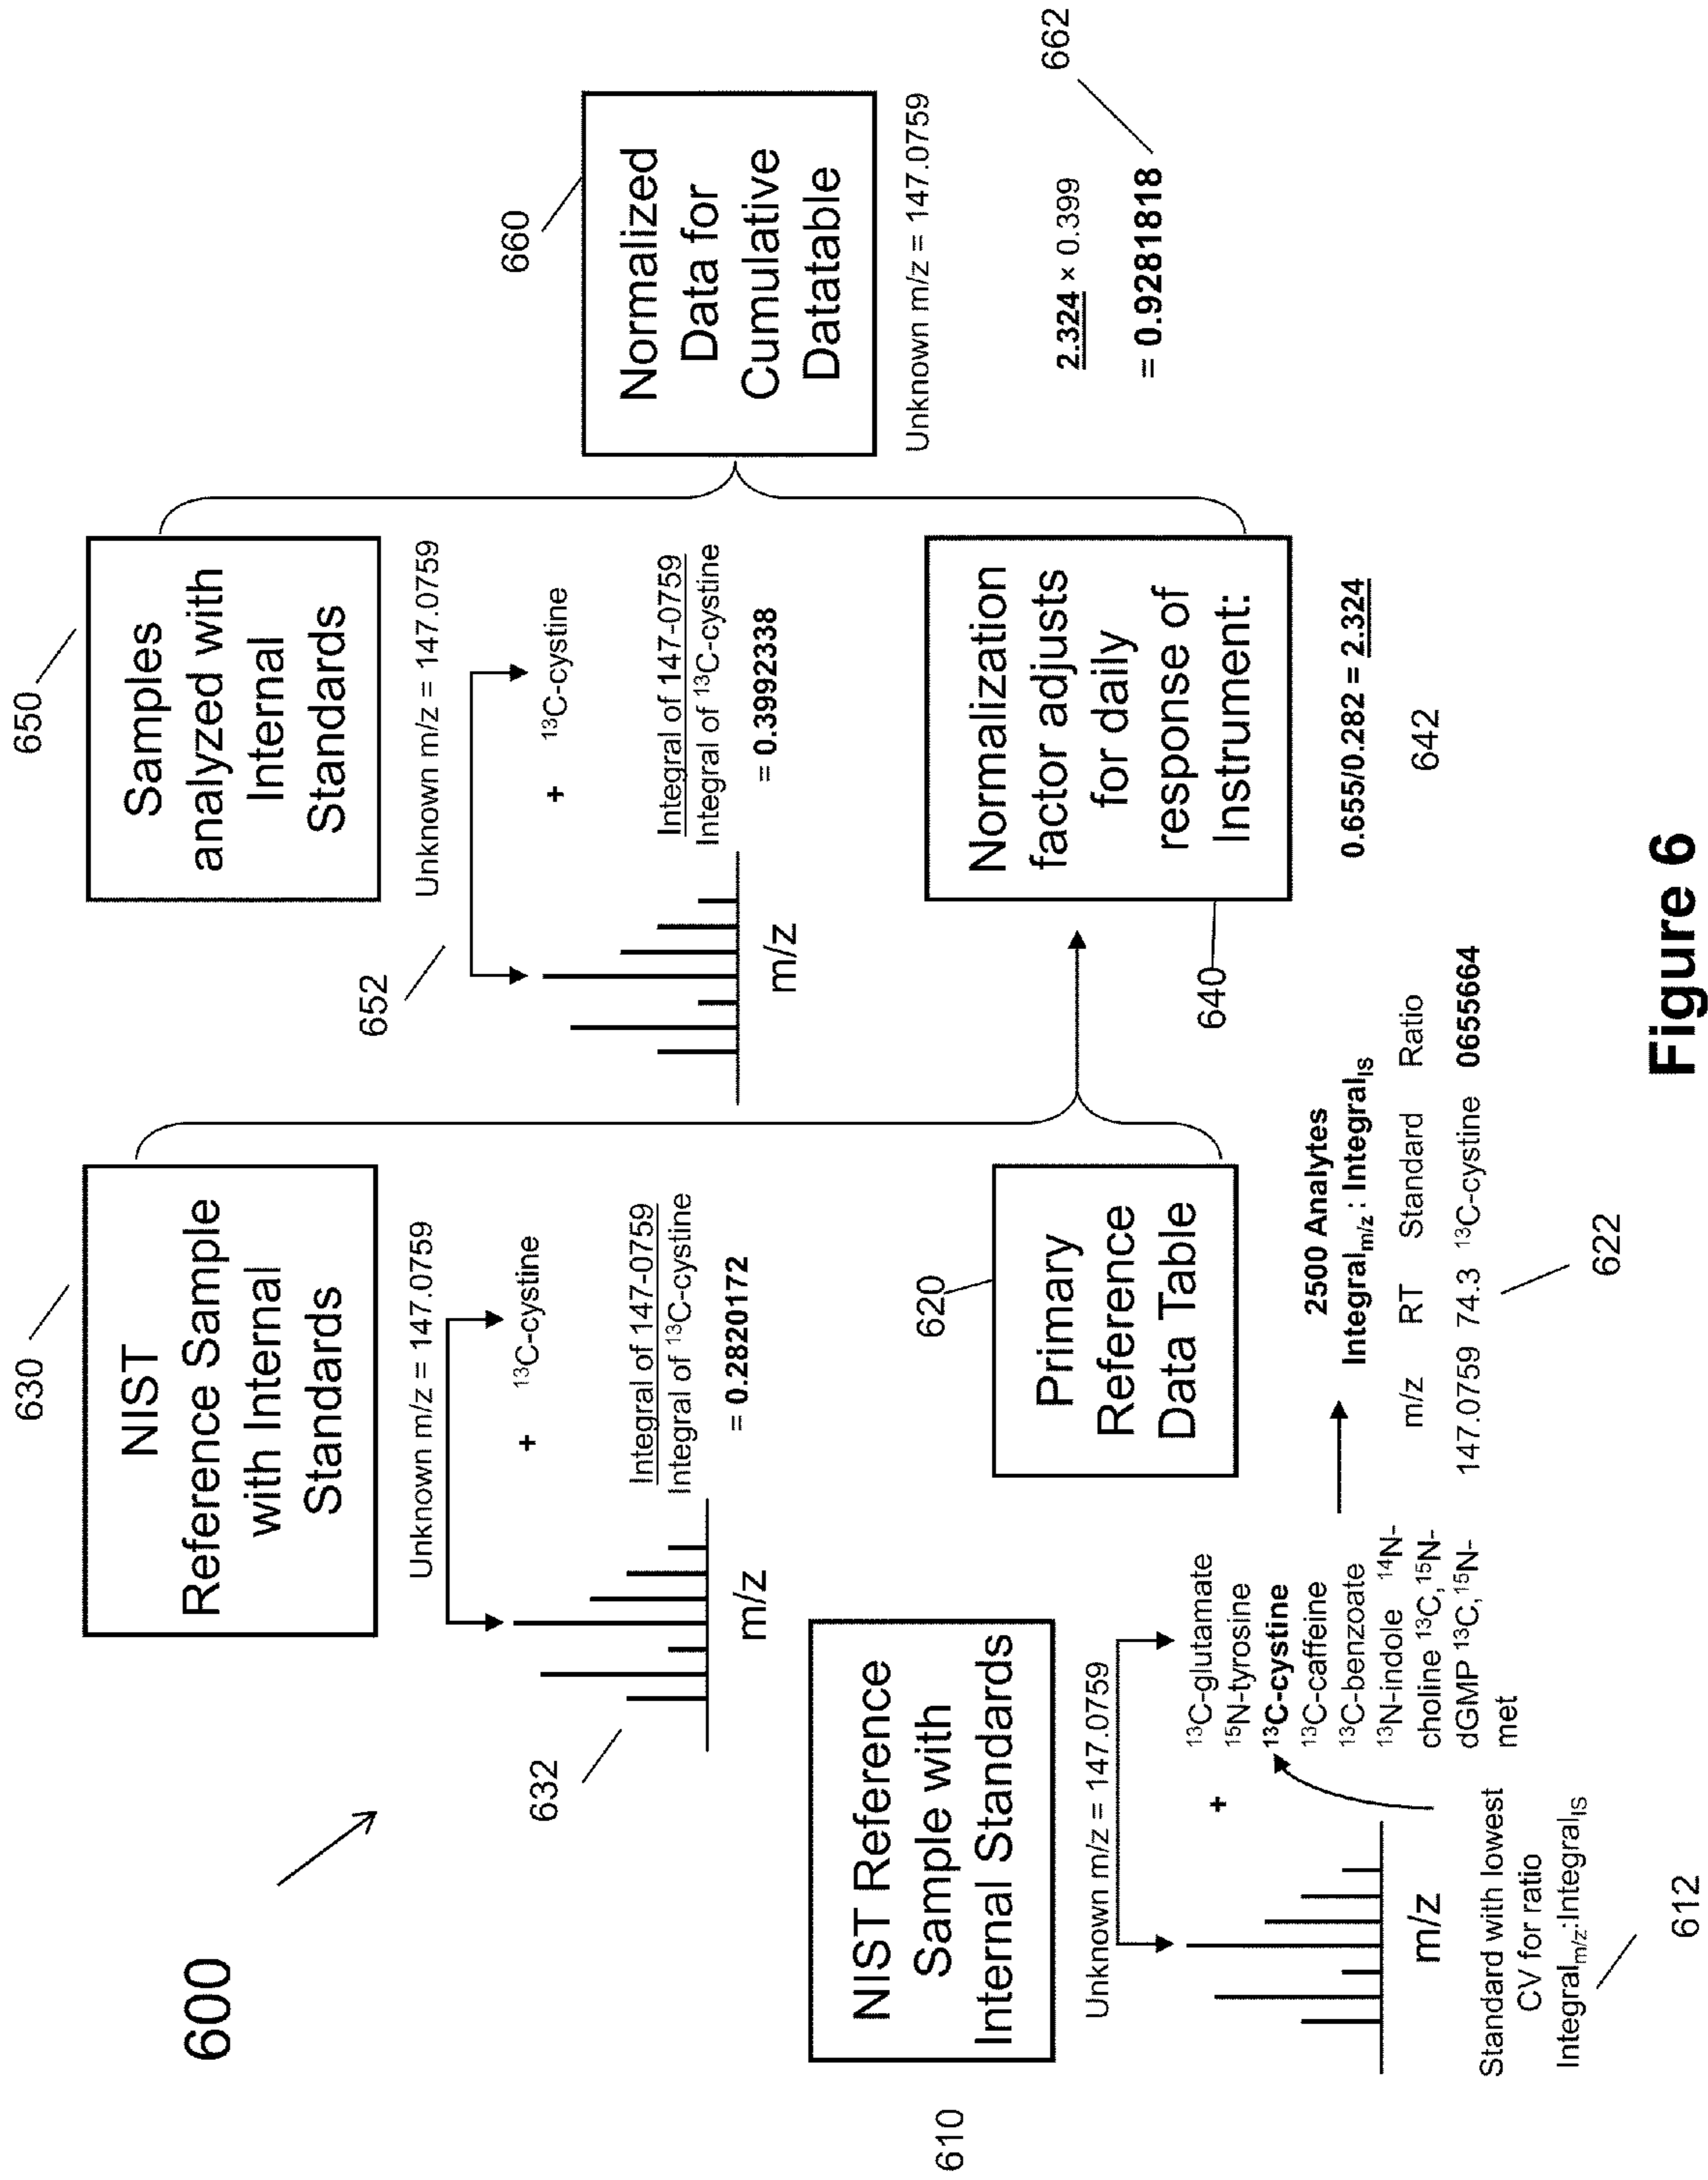 600
630
NIST
Reference Sample
with Internal
Standards
632
Unknown m/z = 147.0759
+
¹³C-cystine
m/z
Integral of 147-0759
Integral of ¹³C-cystine
= 0.2820172
610
NIST Reference
Sample with
Internal Standards
Unknown m/z = 147.0759
+
¹³C-glutamate
¹⁵N-tyrosine
¹³C-cystine
¹³C-caffeine
¹³C-benzoate
¹³N-indole ¹⁴N-
choline ¹³C,¹⁵N-
dGMP ¹³C,¹⁵N-
met
m/z
Standard with lowest
CV for ratio
Integral_m/z:Integral_IS
612
620
Primary
Reference
Data Table
2500 Analytes
Integral_m/z: Integral_IS
m/z RT Standard Ratio
147.0759 74.3 ¹³C-cystine 0655664
622
650
Samples
analyzed with
Internal
Standards
652
Unknown m/z = 147.0759
+
¹³C-cystine
m/z
Integral of 147-0759
Integral of ¹³C-cystine
= 0.3992338
640
Normalization
factor adjusts
for daily
response of
Instrument:
0.655/0.282 = 2.324
642
660
Normalized
Data for
Cumulative
Datatable
Unknown m/z = 147.0759
2.324 × 0.399
= 0.9281818
662
Figure 6